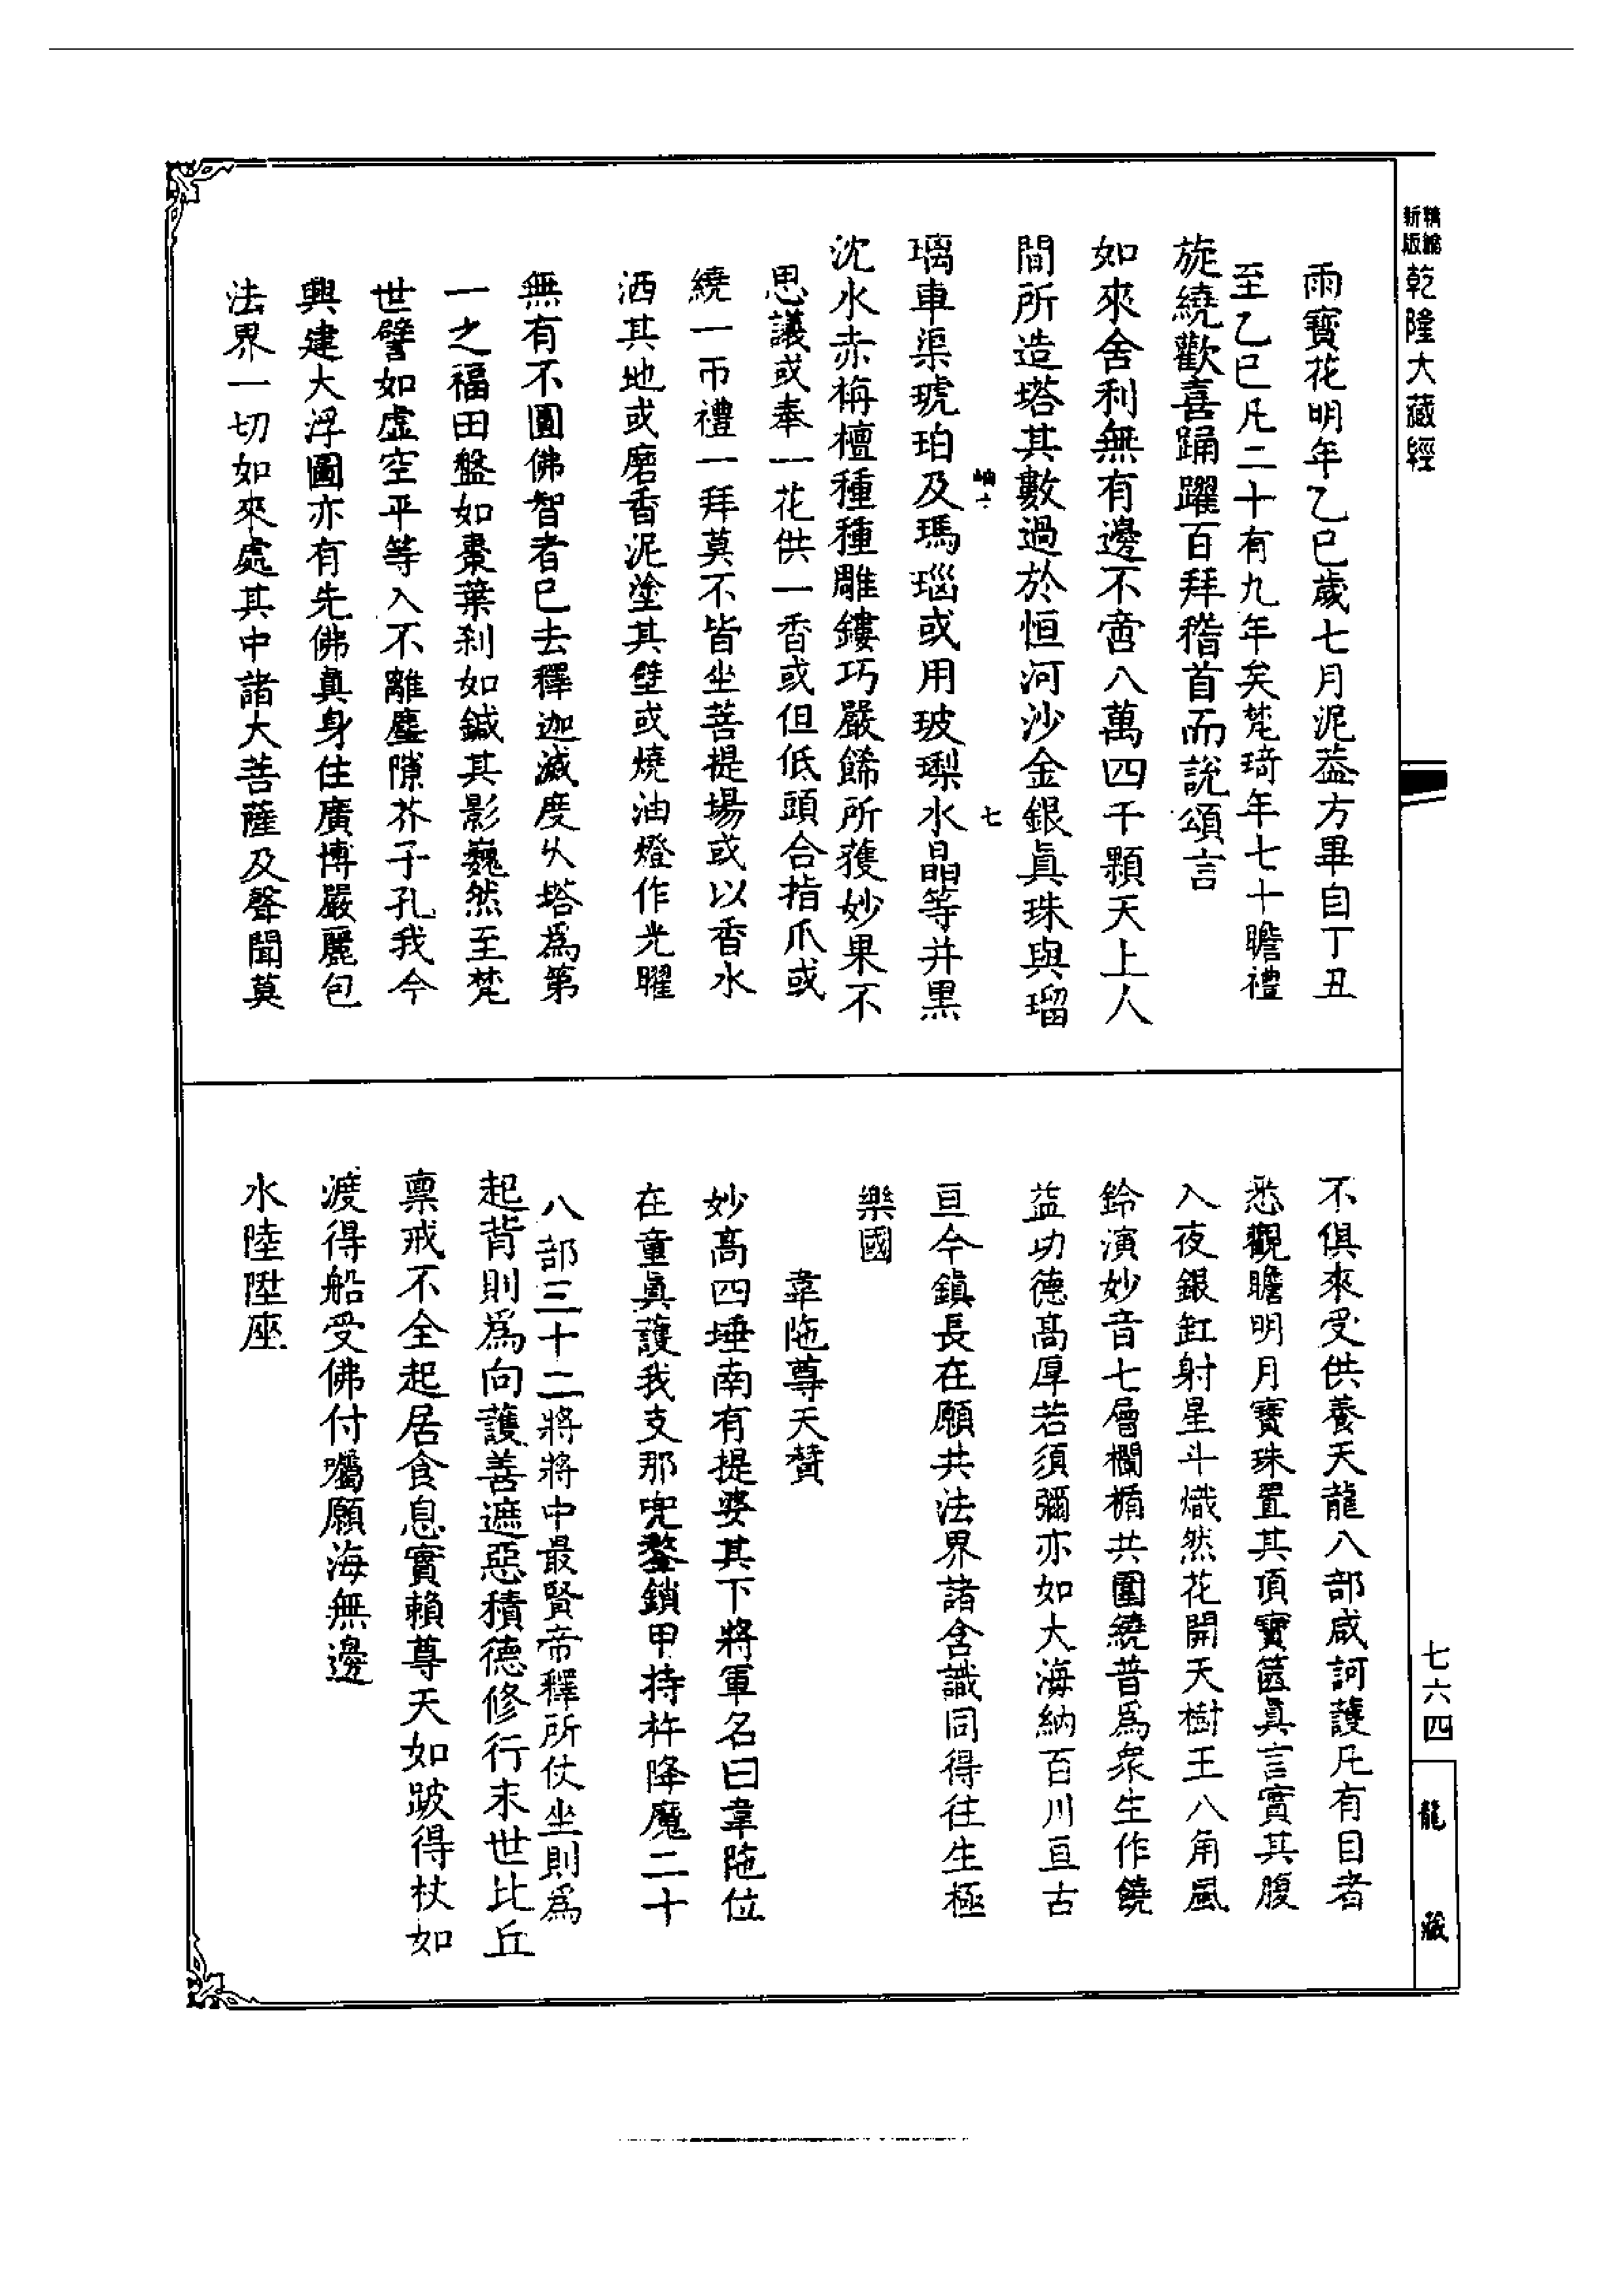 新版
精縮
乾隆大藏經
雨寶花明年乙巳歲七月泥葢方畢自丁丑
至乙巳凡二十有九年矣梵琦年七十瞻禮
旋繞歡喜踊躍百拜稽首而說頌言
如來舍利無有邊不啻八萬四千顆天上人
間所造塔其數過於恒河沙金銀眞珠與瑠
七
璃車渠琥珀及瑪瑙或用玻瓈水晶等并黒
沈水赤栴檀種種雕鏤巧嚴飾所獲妙果不
思議或奉一花供一香或但低頭合指爪或
繞一帀禮一拜莫不皆坐菩提場或以香水
洒其地或磨香泥塗其壁或燒油燈作光曜
無有不圓佛智者已去釋迦滅度乆塔爲第
一之福田盤如棗葉刹如鍼其影巍然至梵
世譬如虛空平等入不離塵隙芥子孔我今
興建大浮圖亦有先佛眞身住廣博嚴麗包
法界一切如來處其中諸大菩薩及聲聞莫
不俱來受供養天龍八部咸訶護凡有目者
悉觀瞻明月寶珠置其頂寶篋眞言實其腹
入夜銀釭射星斗熾然花開天樹王八角風
鈴演妙音七層欄楯共圍繞普爲衆生作饒
益功德髙厚若須彌亦如大海納百川亘古
亘今鎮長在願共法界諸含識同得往生極
樂國
韋陁尊天賛
妙髙四埵南有提婆其下將軍名曰韋陁位
在童眞護我支那兜鍪鎖甲持杵降魔二十
八部三十二將將中最賢帝釋所仗坐則爲
起背則爲向護善遮惡積德修行末世比丘
禀戒不全起居食息實賴尊天如跛得杖如
渡得船受佛付囑願海無邊
水陸陞座
七六四
龍藏